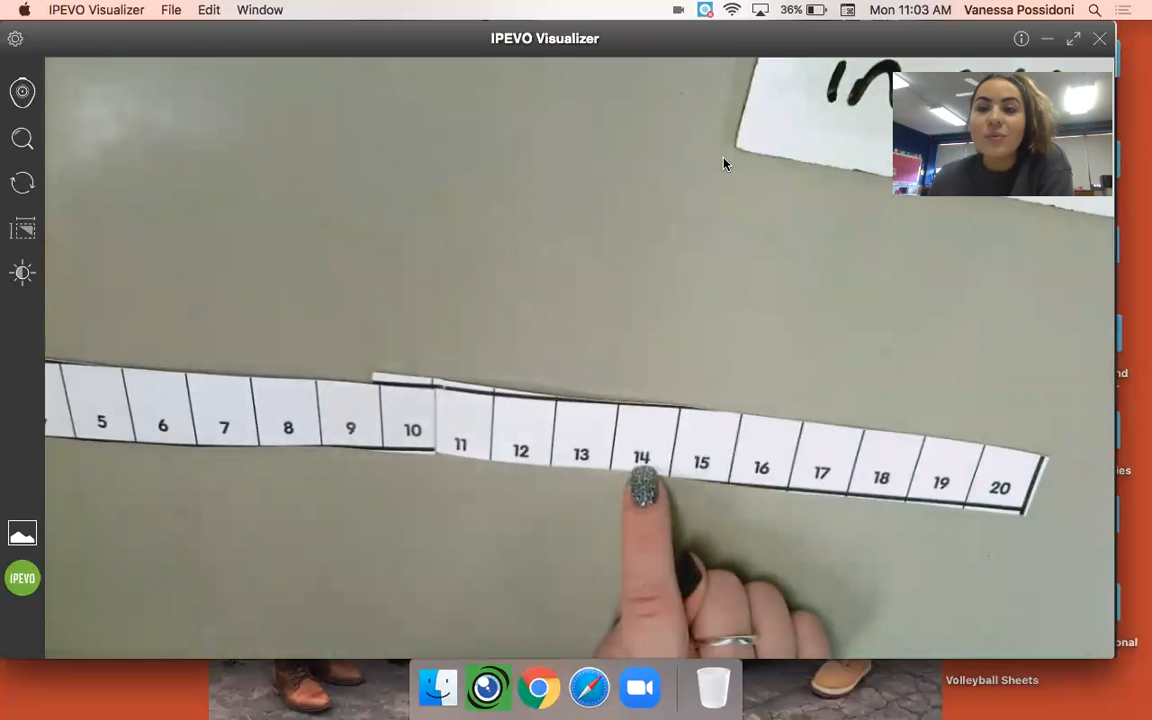 IPEVO Visualizer File Edit Window 36% Mon 11:03 AM Vanessa Possidoni
IPEVO Visualizer
in
5 6 7 8 9 10 11 12 13 14 15 16 17 18 19 20
IPEVO
Volleyball Sheets